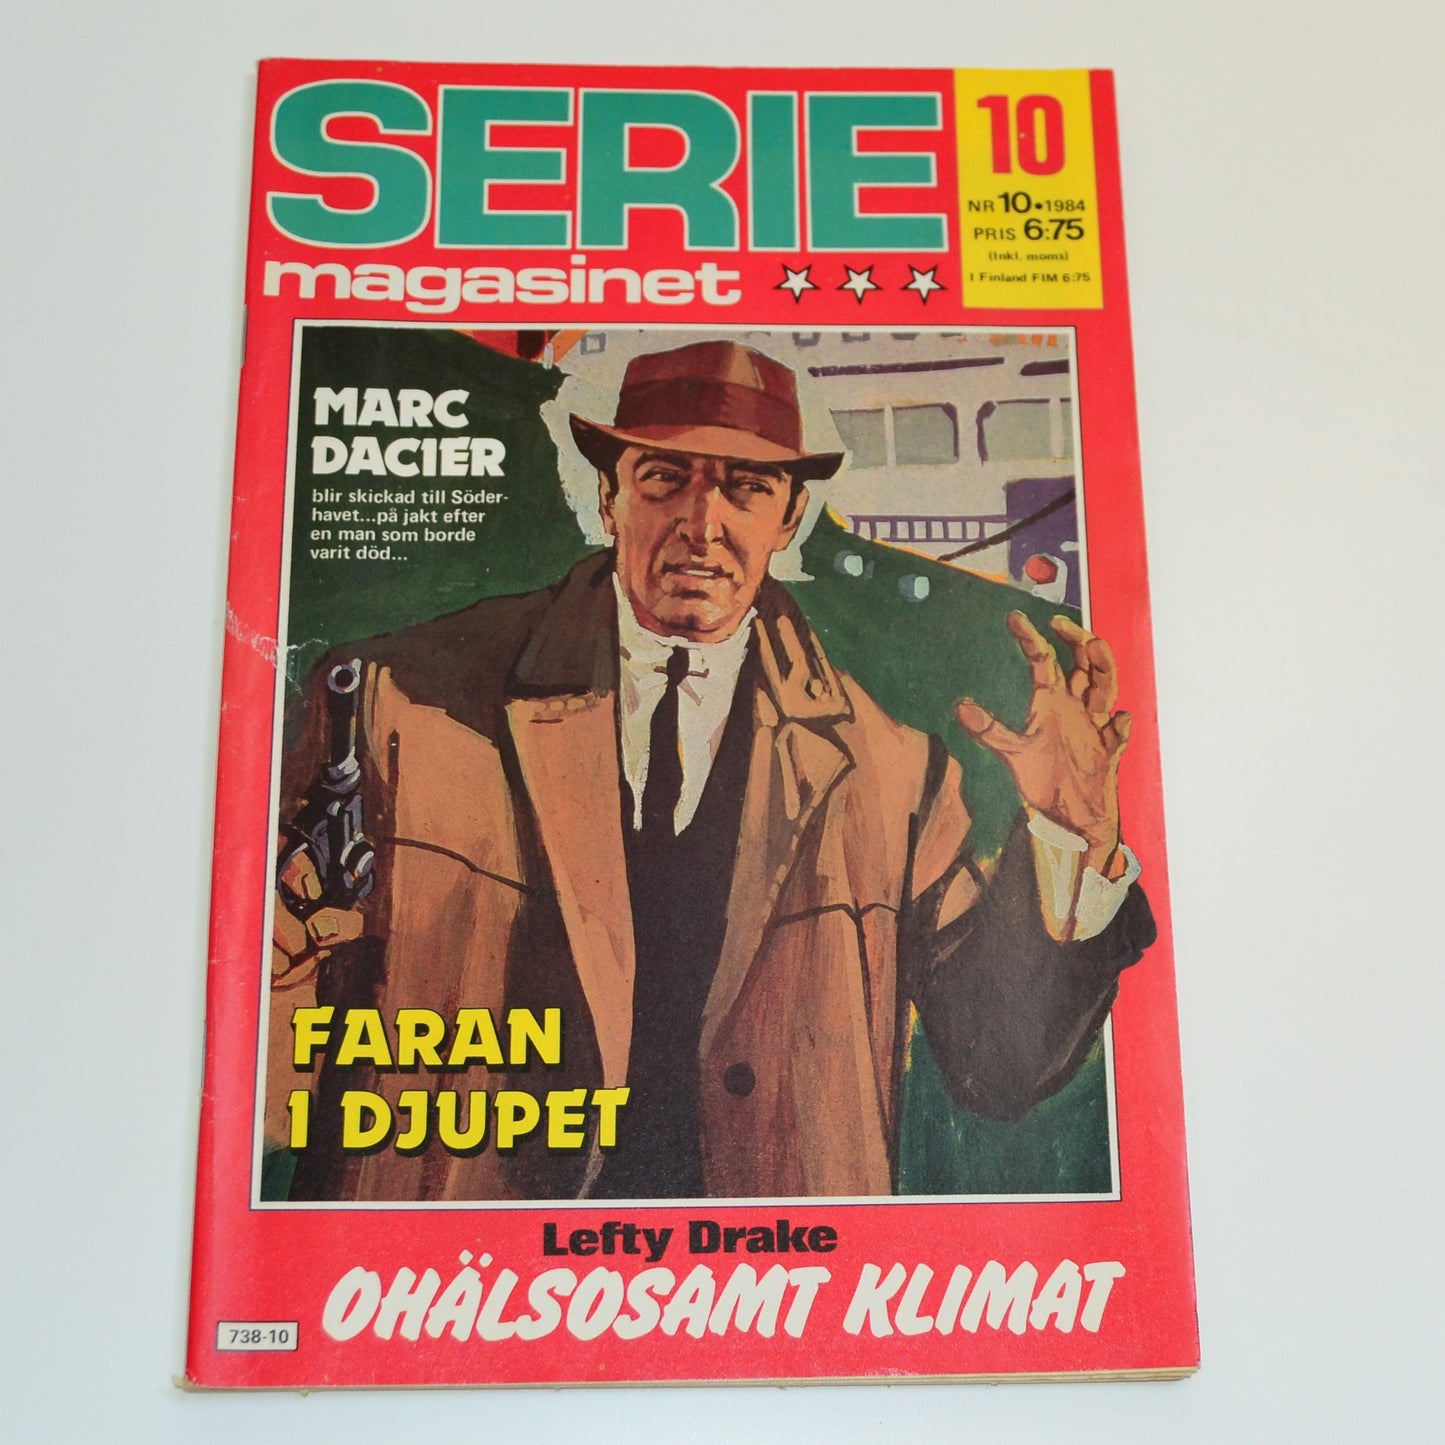 SERIE
magasinet
10
NR 10•1984
PRIS 6:75
(Inkl. moms)
I Finland FIM 6:75
MARC
DACIER
blir skickad till Söder-
havet...på jakt efter
en man som borde
varit död...
FARAN
I DJUPET
Lefty Drake
OHÄLSOSAMT KLIMAT
738-10